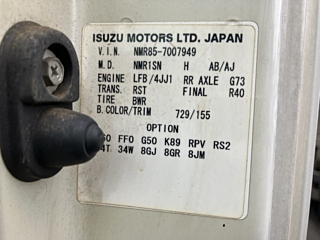 ISUZU MOTORS LTD. JAPAN
V.I.N. NMR85-7007949
M.D. NMR1SN H AB/AJ
ENGINE LFB/4JJ1 RR AXLE G73
TRANS. RST FINAL R40
TIRE BWR
B.COLOR/TRIM 729/155
OPTION
FFO G50 K89 RPV RS2
34W 8GJ 8GR 8JM